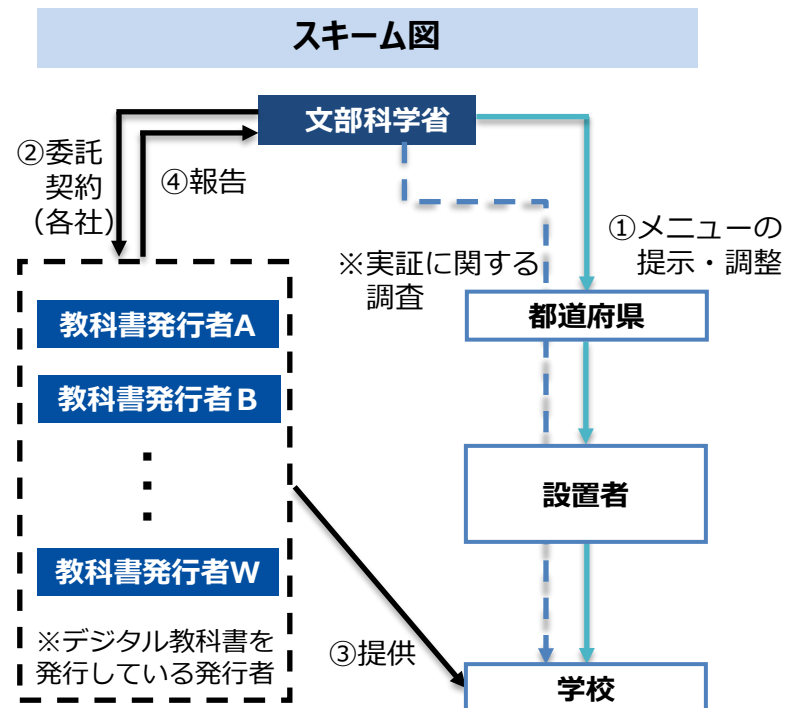 スキーム図
文部科学省
②委託
契約
（各社）
④報告
①メニューの
提示・調整
※実証に関する
調査
都道府県
教科書発行者A
教科書発行者B
設置者
教科書発行者W
※デジタル教科書を
発行している発行者
③提供
学校